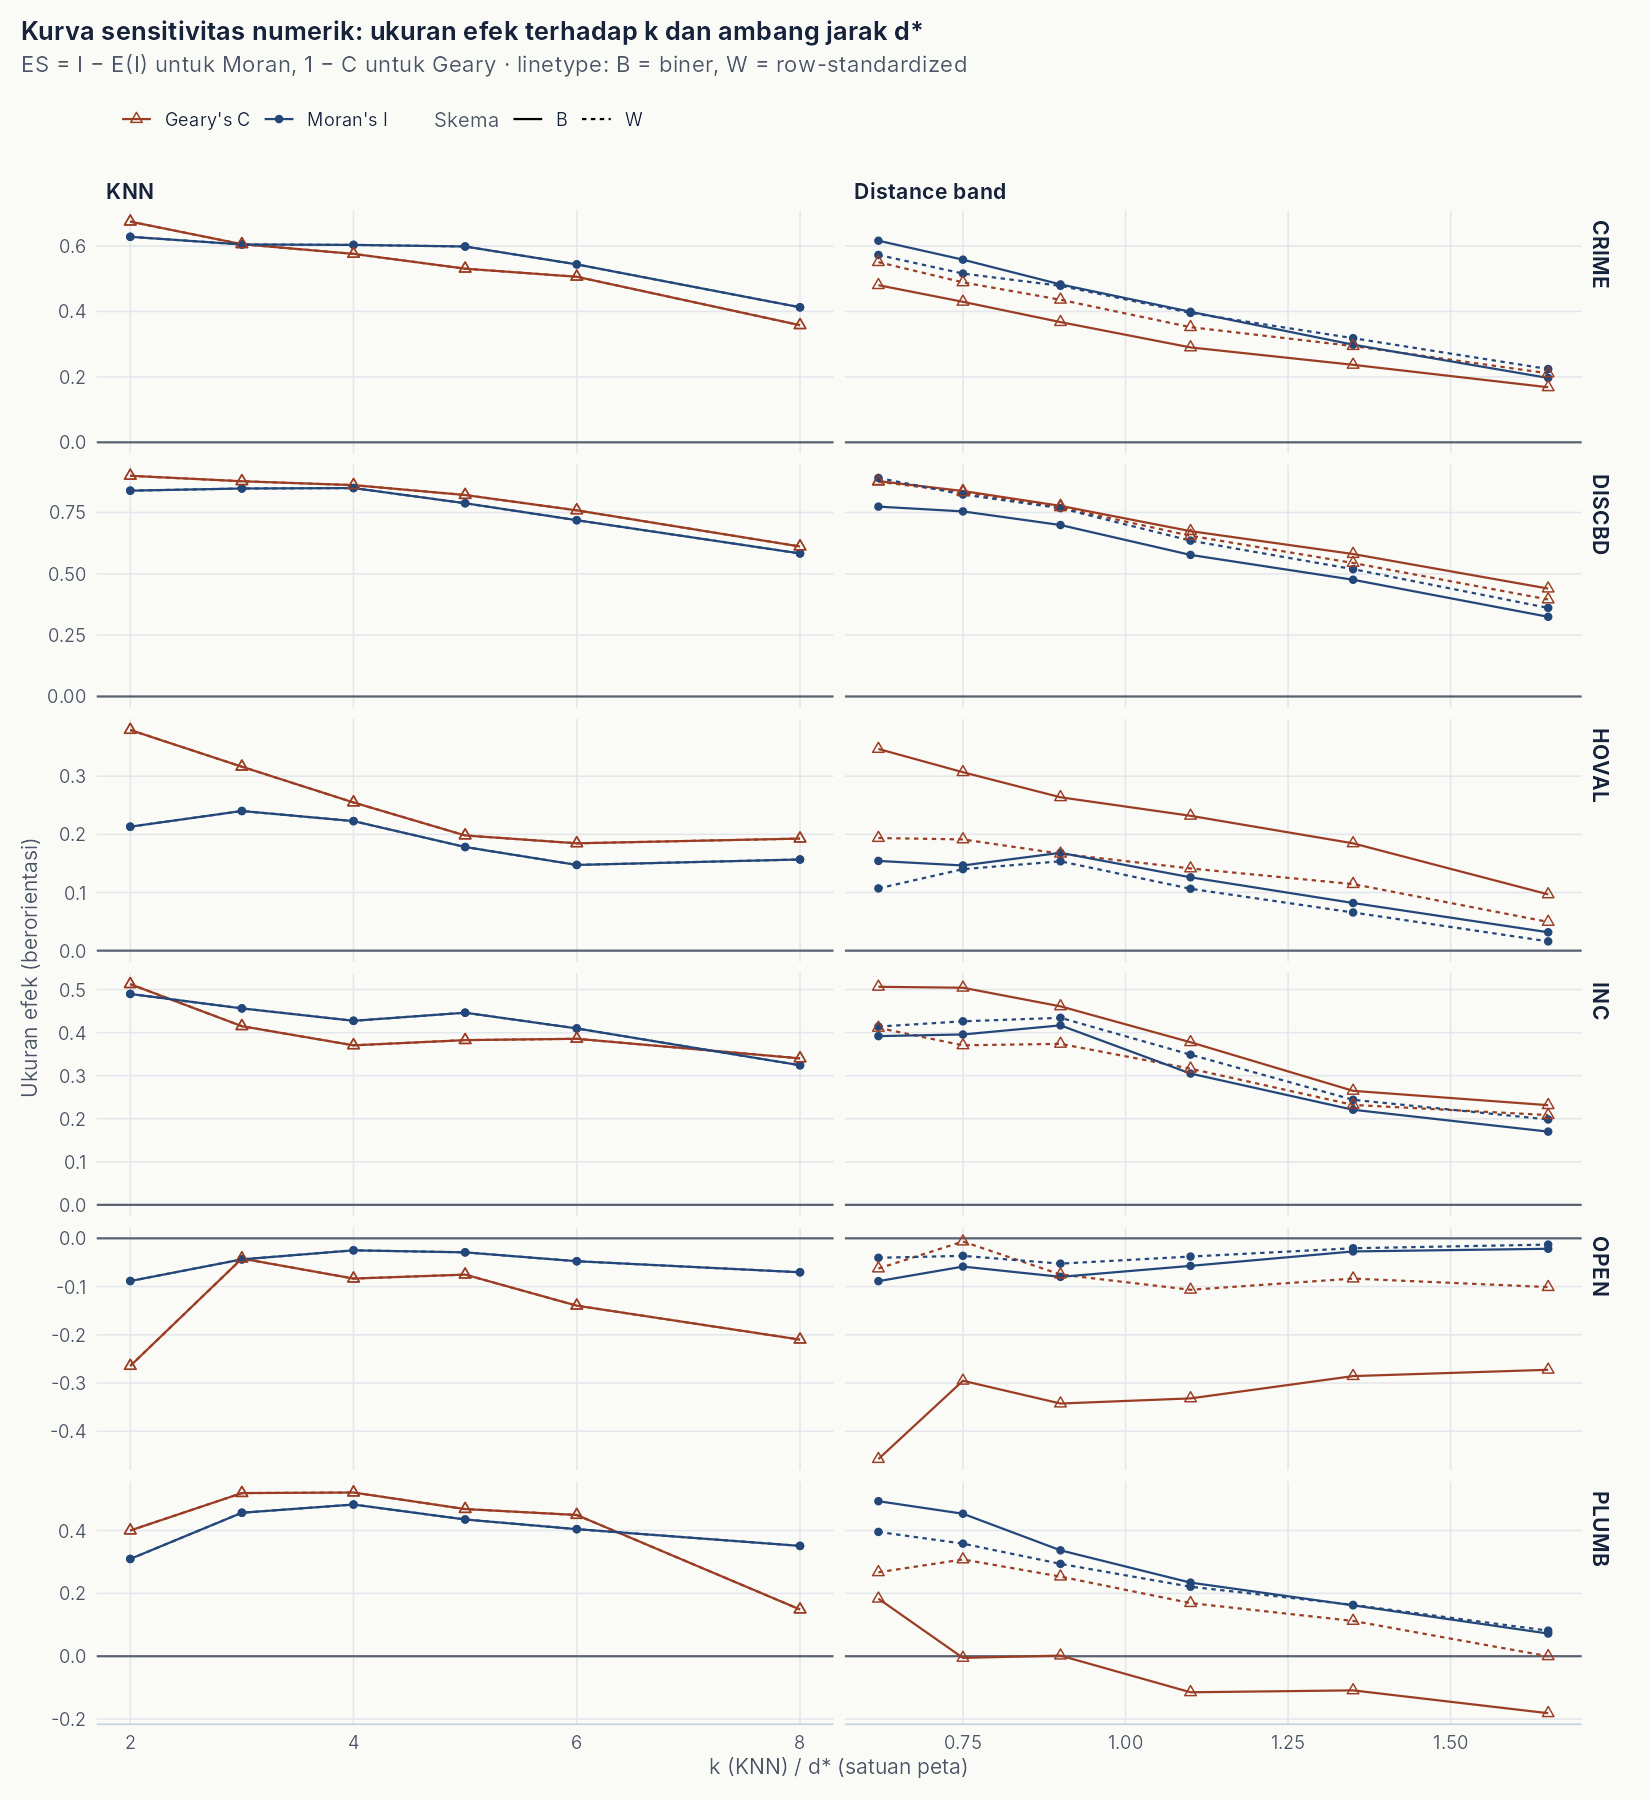 Kurva sensitivitas numerik: ukuran efek terhadap k dan ambang jarak d*
ES = I − E(I) untuk Moran, 1 − C untuk Geary · linetype: B = biner, W = row-standardized
Geary's C Moran's I Skema B W
KNN Distance band
0.6
0.4
0.2
0.0
CRIME
0.75
0.50
0.25
0.00
DISCBD
0.3
0.2
0.1
0.0
HOVAL
0.5
0.4
0.3
0.2
0.1
0.0
INC
0.0
-0.1
-0.2
-0.3
-0.4
OPEN
0.4
0.2
0.0
-0.2
PLUMB
Ukuran efek (berorientasi)
2 4 6 8 0.75 1.00 1.25 1.50
k (KNN) / d* (satuan peta)